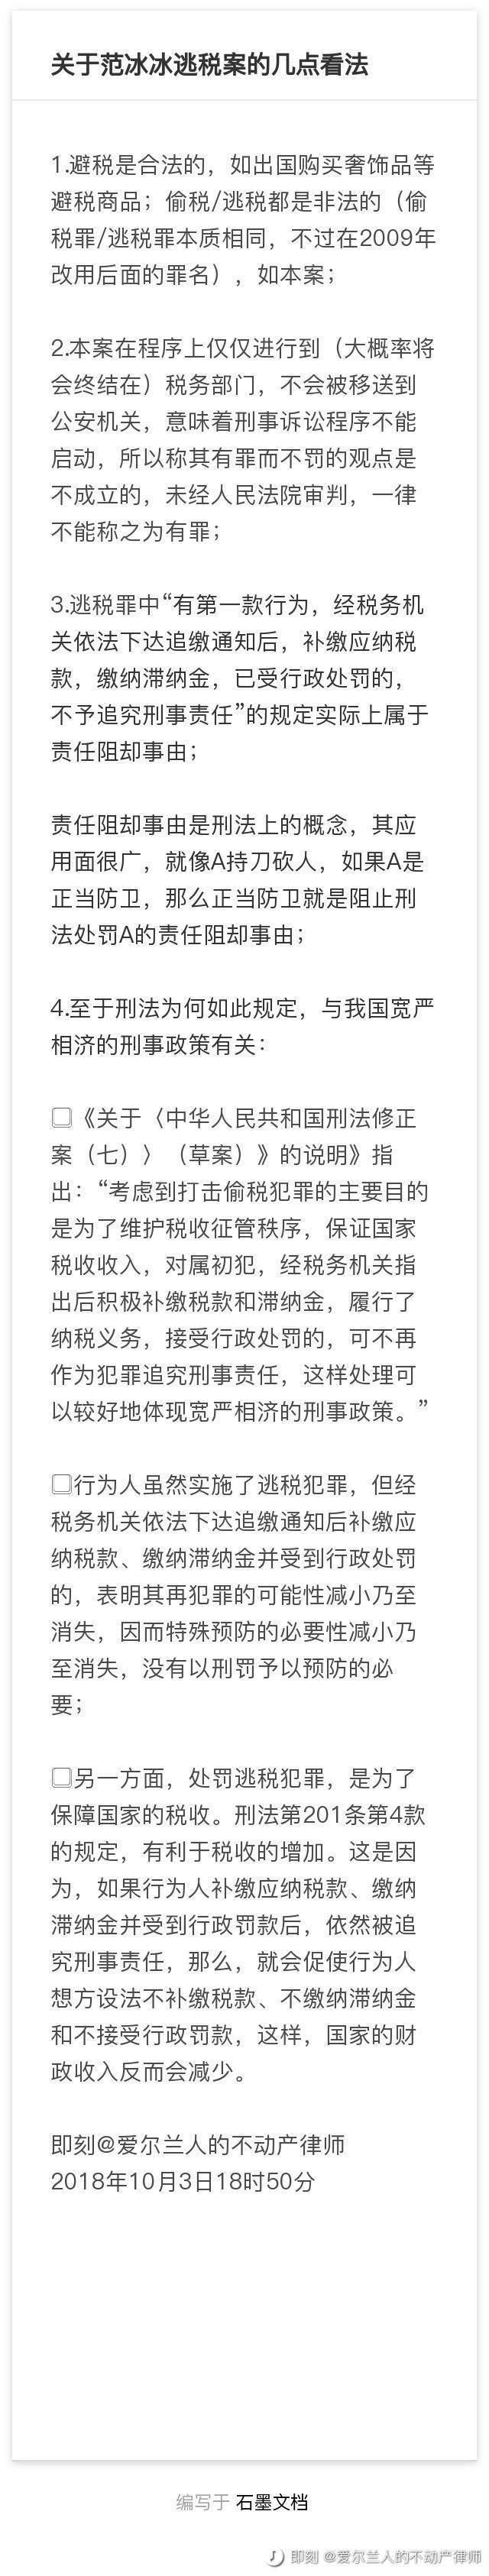 关于范冰冰逃税案的几点看法
1.避税是合法的，如出国购买奢饰品等
避税商品；偷税/逃税都是非法的（偷
税罪/逃税罪本质相同，不过在2009年
改用后面的罪名），如本案；
2.本案在程序上仅仅进行到（大概率将
会终结在）税务部门，不会被移送到
公安机关，意味着刑事诉讼程序不能
启动，所以称其有罪而不罚的观点是
不成立的，未经人民法院审判，一律
不能称之为有罪；
3.逃税罪中“有第一款行为，经税务机
关依法下达追缴通知后，补缴应纳税
款，缴纳滞纳金，已受行政处罚的，
不予追究刑事责任”的规定实际上属于
责任阻却事由；
责任阻却事由是刑法上的概念，其应
用面很广，就像A持刀砍人，如果A是
正当防卫，那么正当防卫就是阻止刑
法处罚A的责任阻却事由；
4.至于刑法为何如此规定，与我国宽严
相济的刑事政策有关：
▢《关于〈中华人民共和国刑法修正
案（七）〉（草案）》的说明》指
出：“考虑到打击偷税犯罪的主要目的
是为了维护税收征管秩序，保证国家
税收收入，对属初犯，经税务机关指
出后积极补缴税款和滞纳金，履行了
纳税义务，接受行政处罚的，可不再
作为犯罪追究刑事责任，这样处理可
以较好地体现宽严相济的刑事政策。”
▢行为人虽然实施了逃税犯罪，但经
税务机关依法下达追缴通知后补缴应
纳税款、缴纳滞纳金并受到行政处罚
的，表明其再犯罪的可能性减小乃至
消失，因而特殊预防的必要性减小乃
至消失，没有以刑罚予以预防的必
要；
▢另一方面，处罚逃税犯罪，是为了
保障国家的税收。刑法第201条第4款
的规定，有利于税收的增加。这是因
为，如果行为人补缴应纳税款、缴纳
滞纳金并受到行政罚款后，依然被追
究刑事责任，那么，就会促使行为人
想方设法不补缴税款、不缴纳滞纳金
和不接受行政罚款，这样，国家的财
政收入反而会减少。
即刻@爱尔兰人的不动产律师
2018年10月3日18时50分
编写于 石墨文档
即刻 @爱尔兰人的不动产律师